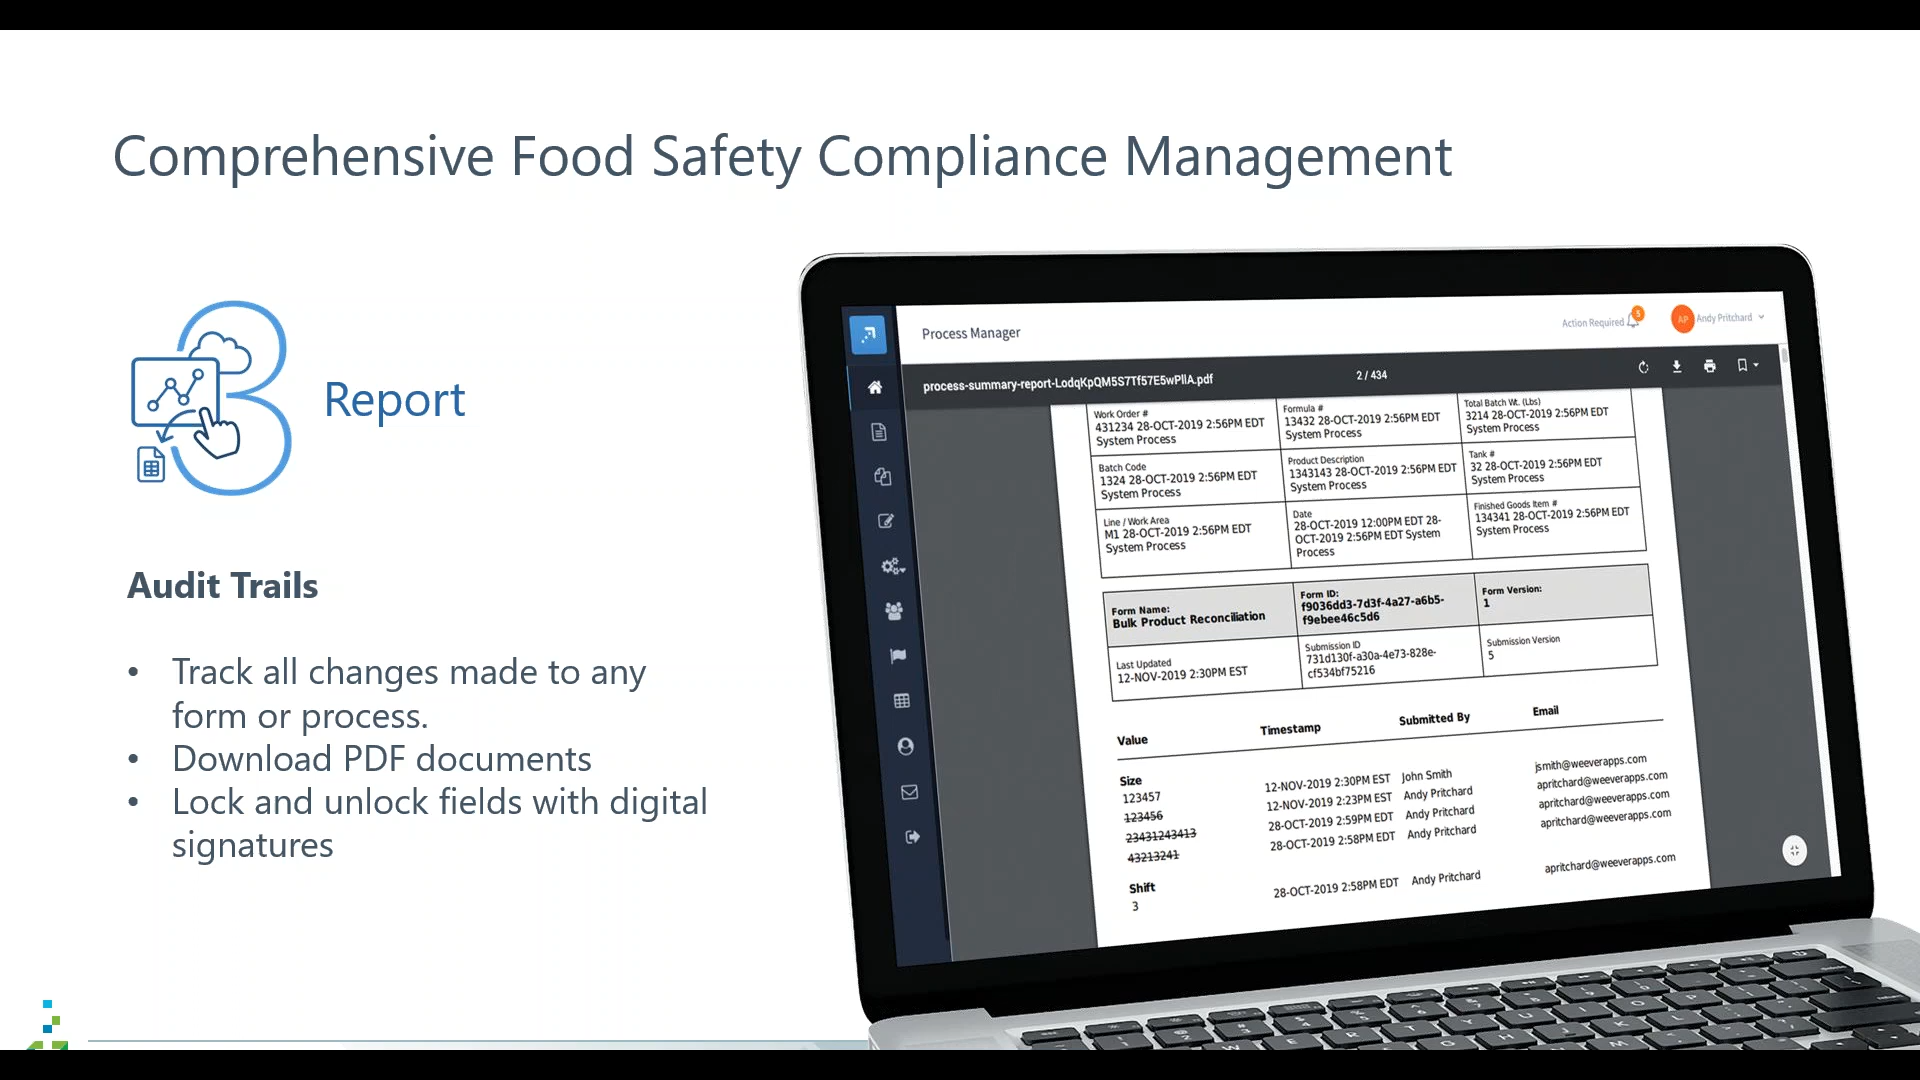 Comprehensive Food Safety Compliance Management
3
Report
Audit Trails
• Track all changes made to any
form or process.
• Download PDF documents
• Lock and unlock fields with digital
signatures
Process Manager
Action Required
5
AP
Andy Pritchard
process-summary-report-LodqKpQM5S7Tf57E5wPllA.pdf
2 / 434
Work Order #
431234 28-OCT-2019 2:56PM EDT
System Process
Formula #
13432 28-OCT-2019 2:56PM EDT
System Process
Total Batch Wt. (Lbs)
3214 28-OCT-2019 2:56PM EDT
System Process
Batch Code
1324 28-OCT-2019 2:56PM EDT
System Process
Product Description
1343143 28-OCT-2019 2:56PM EDT
System Process
Tank #
32 28-OCT-2019 2:56PM EDT
System Process
Line / Work Area
M1 28-OCT-2019 2:56PM EDT
System Process
Date
28-OCT-2019 12:00PM EDT 28-
OCT-2019 2:56PM EDT System
Process
Finished Goods Item #
134341 28-OCT-2019 2:56PM EDT
System Process
Form Name:
Bulk Product Reconciliation
Form ID:
f9036dd3-7d3f-4a27-a6b5-
f9ebee46c5d6
Form Version:
1
Last Updated
12-NOV-2019 2:30PM EST
Submission ID
731d130f-a30a-4e73-828e-
cf534bf75216
Submission Version
5
Value Timestamp Submitted By Email
Size
123457 12-NOV-2019 2:30PM EST John Smith jsmith@weeverapps.com
123456 12-NOV-2019 2:23PM EST Andy Pritchard apritchard@weeverapps.com
23431243413 28-OCT-2019 2:59PM EDT Andy Pritchard apritchard@weeverapps.com
43213241 28-OCT-2019 2:58PM EDT Andy Pritchard apritchard@weeverapps.com
Shift
3 28-OCT-2019 2:58PM EDT Andy Pritchard apritchard@weeverapps.com